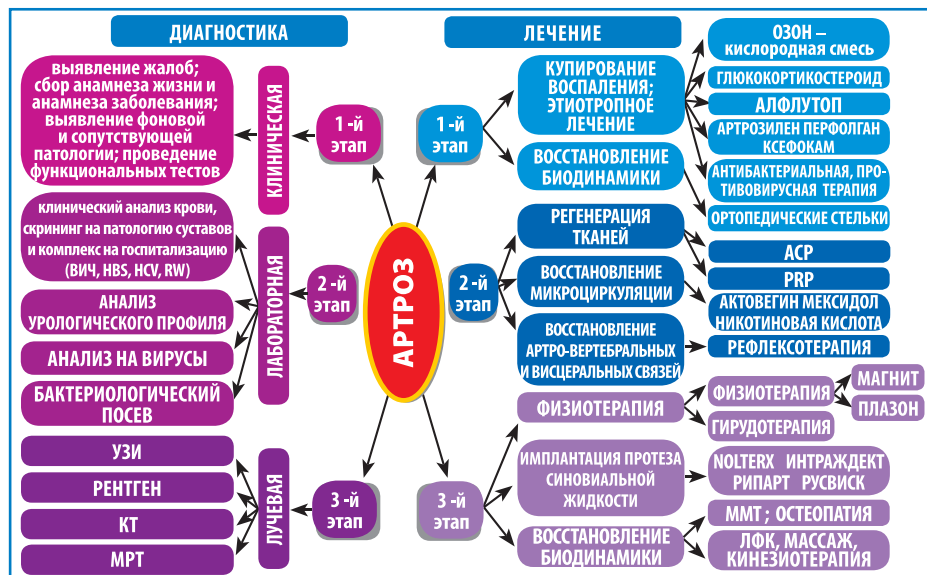 ДИАГНОСТИКА
выявление жалоб;
сбор анамнеза жизни и
анамнеза заболевания;
выявление фоновой
и сопутствующей
патологии; проведение
функциональных тестов
КЛИНИЧЕСКАЯ
1-й
этап
клинический анализ крови,
скрининг на патологию суставов
и комплекс на госпитализацию
(ВИЧ, HBS, HCV, RW)
АНАЛИЗ
УРОЛОГИЧЕСКОГО ПРОФИЛЯ
АНАЛИЗ НА ВИРУСЫ
БАКТЕРИОЛОГИЧЕСКИЙ
ПОСЕВ
ЛАБОРАТОРНАЯ
2-й
этап
УЗИ
РЕНТГЕН
КТ
МРТ
ЛУЧЕВАЯ
3-й
этап
АРТРОЗ
ЛЕЧЕНИЕ
1-й
этап
КУПИРОВАНИЕ
ВОСПАЛЕНИЯ;
ЭТИОТРОПНОЕ
ЛЕЧЕНИЕ
ВОССТАНОВЛЕНИЕ
БИОДИНАМИКИ
ОЗОН –
кислородная смесь
ГЛЮКОКОРТИКОСТЕРОИД
АЛФЛУТОП
АРТРОЗИЛЕН ПЕРФОЛГАН
КСЕФОКАМ
АНТИБАКТЕРИАЛЬНАЯ, ПРО-
ТИВОВИРУСНАЯ ТЕРАПИЯ
ОРТОПЕДИЧЕСКИЕ СТЕЛЬКИ
2-й
этап
РЕГЕНЕРАЦИЯ
ТКАНЕЙ
ВОССТАНОВЛЕНИЕ
МИКРОЦИРКУЛЯЦИИ
ВОССТАНОВЛЕНИЕ
АРТРО-ВЕРТЕБРАЛЬНЫХ
И ВИСЦЕРАЛЬНЫХ СВЯЗЕЙ
ACP
PRP
АКТОВЕГИН МЕКСИДОЛ
НИКОТИНОВАЯ КИСЛОТА
РЕФЛЕКСОТЕРАПИЯ
3-й
этап
ФИЗИОТЕРАПИЯ
ИМПЛАНТАЦИЯ ПРОТЕЗА
СИНОВИАЛЬНОЙ
ЖИДКОСТИ
ВОССТАНОВЛЕНИЕ
БИОДИНАМИКИ
ФИЗИОТЕРАПИЯ
МАГНИТ
ПЛАЗОН
ГИРУДОТЕРАПИЯ
NOLTERX ИНТРАЖДЕКТ
РИПАРТ РУСВИСК
ММТ ; ОСТЕОПАТИЯ
ЛФК, МАССАЖ,
КИНЕЗИОТЕРАПИЯ